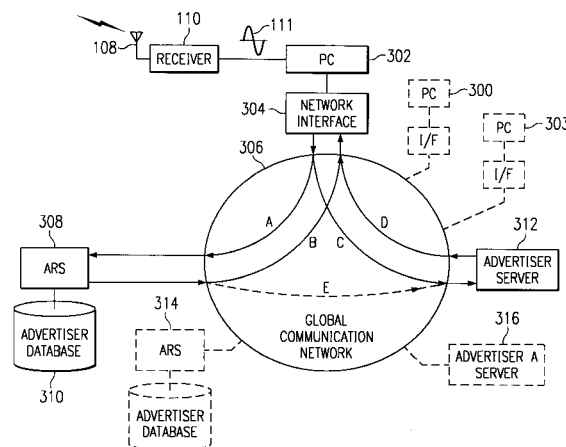 110
111
108
RECEIVER
PC
302
304
NETWORK
INTERFACE
PC
300
I/F
PC
303
I/F
306
A
B
C
D
E
308
ARS
312
ADVERTISER
SERVER
ADVERTISER
DATABASE
310
314
ARS
GLOBAL
COMMUNICATION
NETWORK
316
ADVERTISER A
SERVER
ADVERTISER
DATABASE